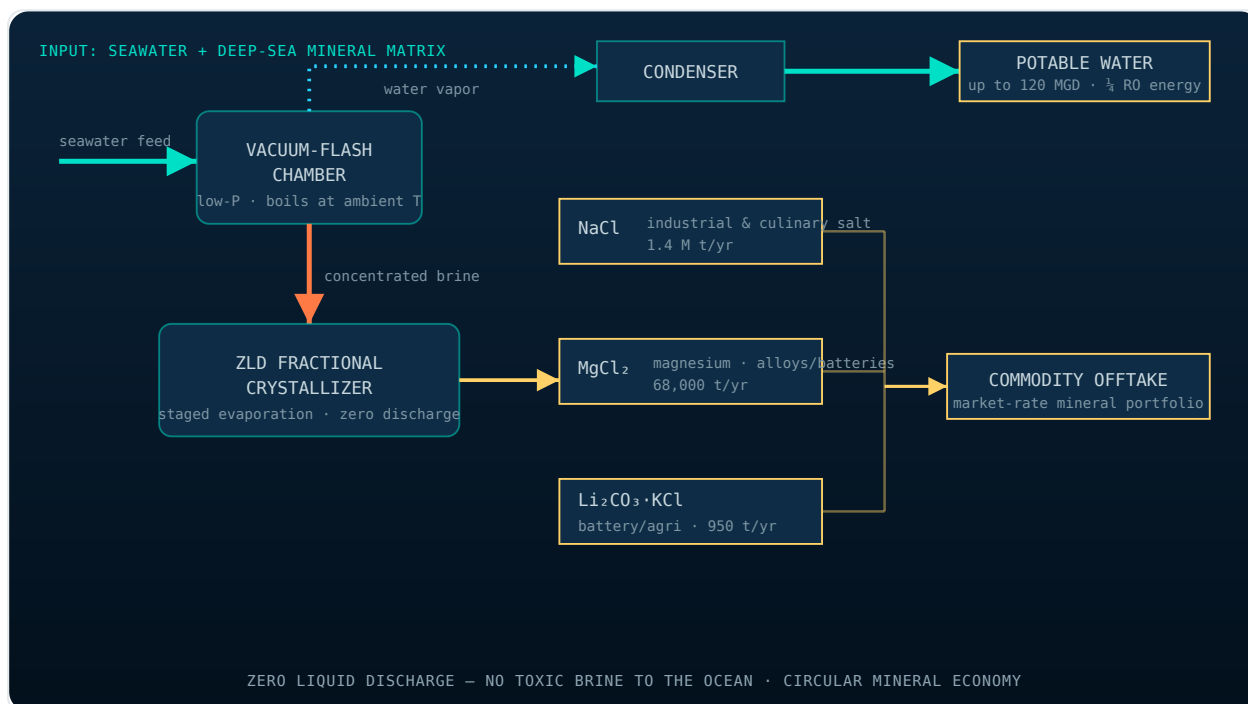 INPUT: SEAWATER + DEEP-SEA MINERAL MATRIX
water vapor
CONDENSER
POTABLE WATER
up to 120 MGD · ¼ RO energy
seawater feed
VACUUM-FLASH
CHAMBER
low-P · boils at ambient T
concentrated brine
NaCl
industrial & culinary salt
1.4 M t/yr
ZLD FRACTIONAL
CRYSTALLIZER
staged evaporation · zero discharge
MgCl₂
magnesium · alloys/batteries
68,000 t/yr
COMMODITY OFFTAKE
market-rate mineral portfolio
Li₂CO₃·KCl
battery/agri · 950 t/yr
ZERO LIQUID DISCHARGE — NO TOXIC BRINE TO THE OCEAN · CIRCULAR MINERAL ECONOMY